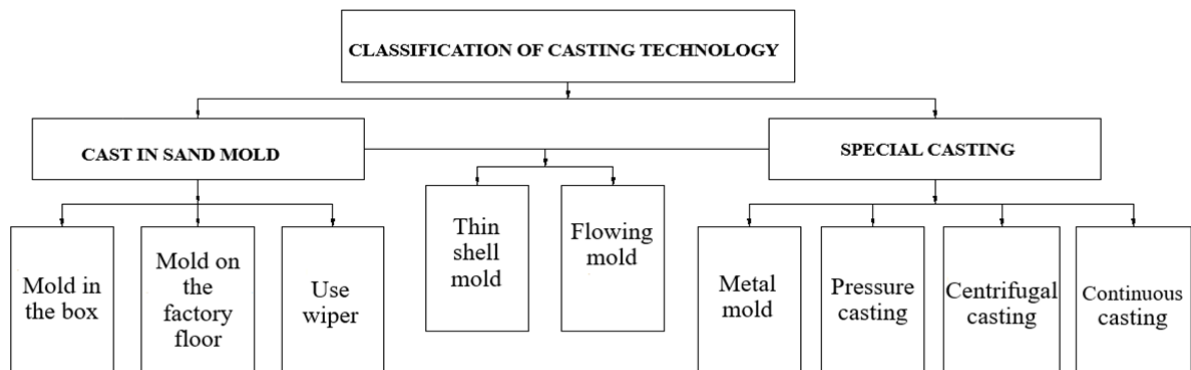 CLASSIFICATION OF CASTING TECHNOLOGY
CAST IN SAND MOLD
SPECIAL CASTING
Mold in
the box
Mold on
the
factory
floor
Use
wiper
Thin
shell
mold
Flowing
mold
Metal
mold
Pressure
casting
Centrifugal
casting
Continuous
casting